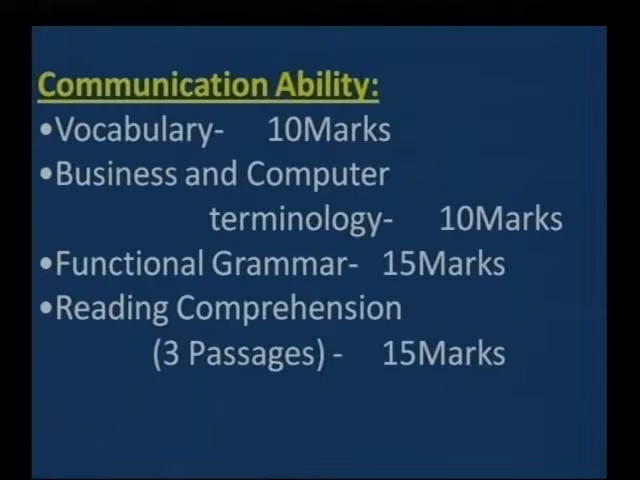 Communication Ability:
•Vocabulary- 10Marks
•Business and Computer
terminology- 10Marks
•Functional Grammar- 15Marks
•Reading Comprehension
(3 Passages) - 15Marks